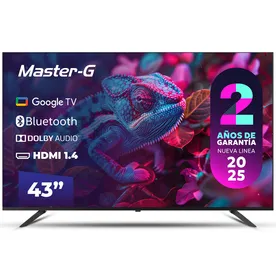 Master-G
Google TV
Bluetooth
DOLBY AUDIO
HDMI 1.4
43”
2
AÑOS DE
GARANTÍA
NUEVA LINEA
20
25